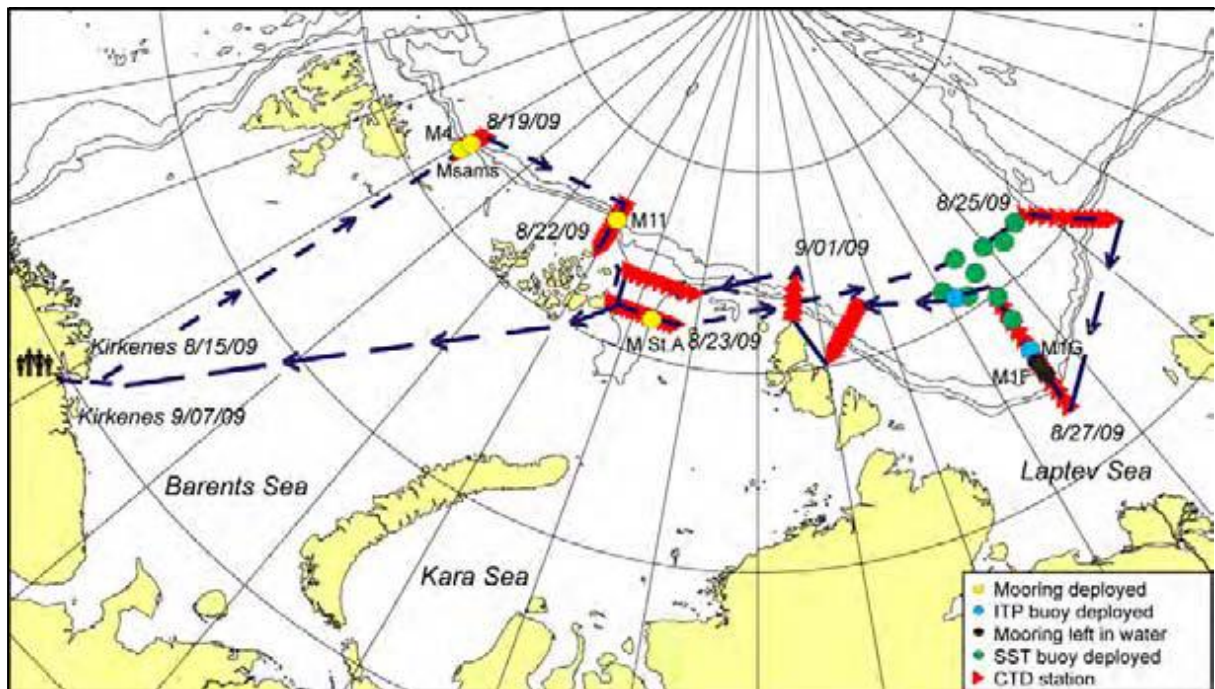 M4
8/19/09
Msams
M11
8/22/09
8/25/09
9/01/09
M St A
8/23/09
M1G
M1F
Kirkenes 8/15/09
Kirkenes 9/07/09
8/27/09
Barents Sea
Laptev Sea
Kara Sea
Mooring deployed
ITP buoy deployed
Mooring left in water
SST buoy deployed
CTD station